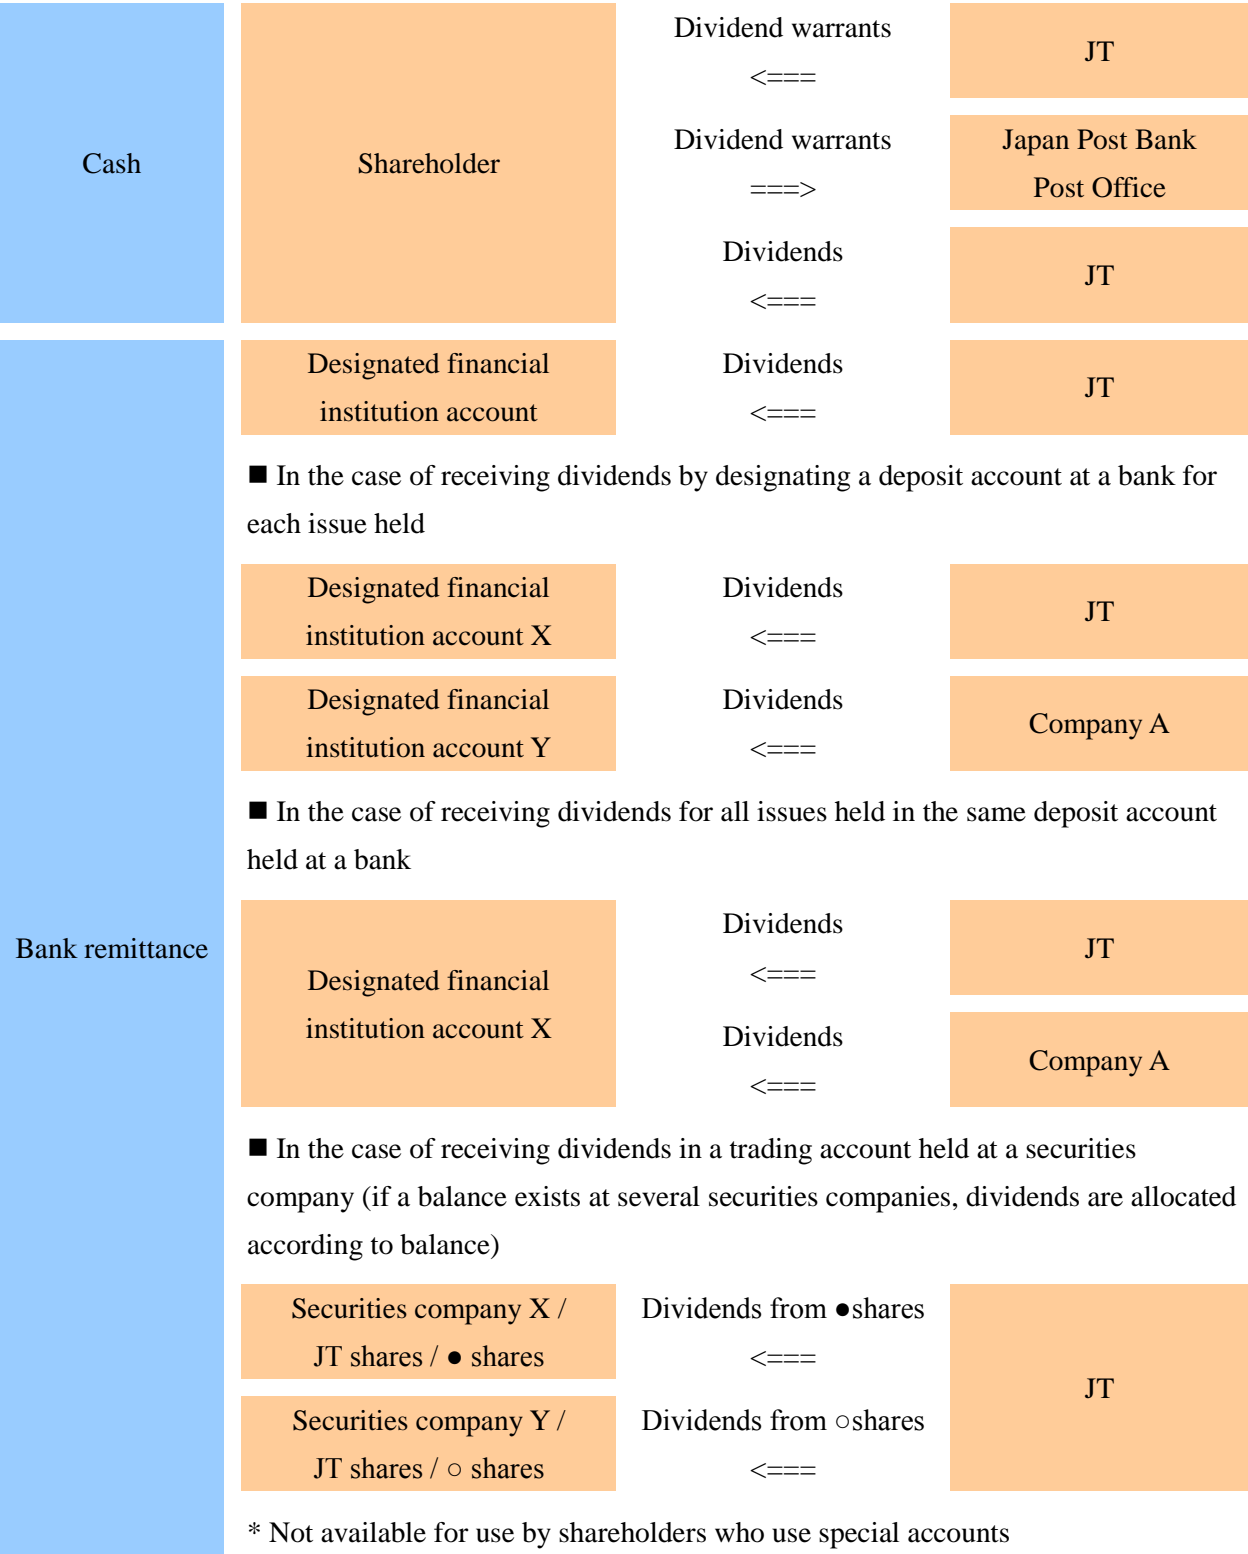 Dividend warrants
<===
JT
Cash
Shareholder
Dividend warrants
===>
Japan Post Bank
Post Office
Dividends
<===
JT
Bank remittance
Designated financial
institution account
Dividends
<===
JT
■ In the case of receiving dividends by designating a deposit account at a bank for
each issue held
Designated financial
institution account X
Dividends
<===
JT
Designated financial
institution account Y
Dividends
<===
Company A
■ In the case of receiving dividends for all issues held in the same deposit account
held at a bank
Designated financial
institution account X
Dividends
<===
JT
Dividends
<===
Company A
■ In the case of receiving dividends in a trading account held at a securities
company (if a balance exists at several securities companies, dividends are allocated
according to balance)
Securities company X /
JT shares / ● shares
Dividends from ●shares
<===
JT
Securities company Y /
JT shares / ○ shares
Dividends from ○shares
<===
* Not available for use by shareholders who use special accounts